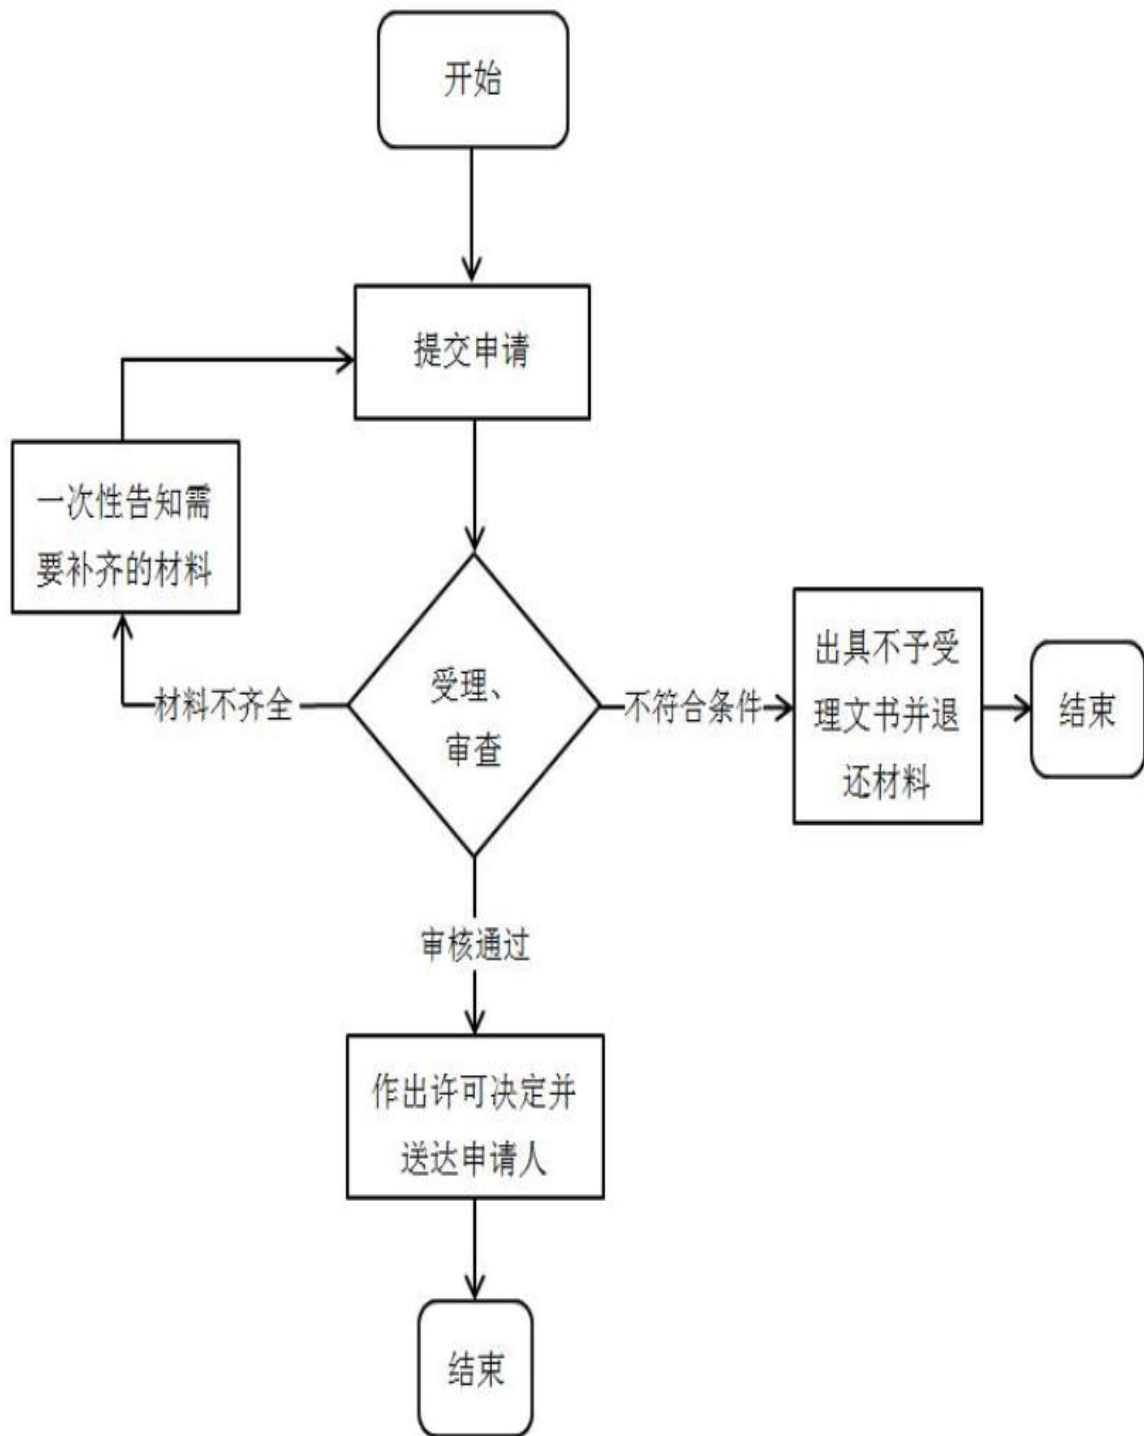 开始
提交申请
一次性告知需
要补齐的材料
材料不齐全
受理、
审查
不符合条件
出具不予受
理文书并退
还材料
结束
审核通过
作出许可决定并
送达申请人
结束